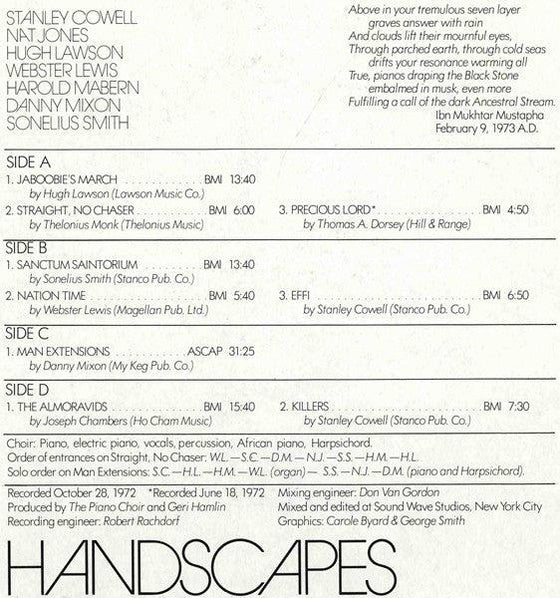 STANLEY COWELL
NAT JONES
HUGH LAWSON
WEBSTER LEWIS
HAROLD MABERN
DANNY MIXON
SONELIUS SMITH
Above in your tremulous seven layer
graves answer with rain
And clouds lift their mournful eyes,
Through parched earth, through cold seas
drifts your resonance warming all
True, pianos draping the Black Stone
embalmed in musk, even more
Fulfilling a call of the dark Ancestral Stream.
Ibn Mukhtar Mustapha
February 9, 1973 A.D.
SIDE A
1. JABOOBIE'S MARCH . . . . . . . . . . . . BMI 13:40
by Hugh Lawson (Lawson Music Co.)
2. STRAIGHT, NO CHASER . . . . . . . . . . BMI 6:00
by Thelonius Monk (Thelonius Music)
3. PRECIOUS LORD* . . . . . . . . . . . . . . BMI 4:50
by Thomas A. Dorsey (Hill & Range)
SIDE B
1. SANCTUM SAINTORIUM . . . . . . . . . BMI 13:40
by Sonelius Smith (Stanco Pub. Co.)
2. NATION TIME . . . . . . . . . . . . . . . . . BMI 5:40
by Webster Lewis (Magellan Pub. Ltd.)
3. EFFI . . . . . . . . . . . . . . . . . . . . . . . . BMI 6:50
by Stanley Cowell (Stanco Pub. Co.)
SIDE C
1. MAN EXTENSIONS . . . . . . . . . . . ASCAP 31:25
by Danny Mixon (My Keg Pub. Co.)
SIDE D
1. THE ALMORAVIDS . . . . . . . . . . . . . . BMI 15:40
by Joseph Chambers (Ho Cham Music)
2. KILLERS . . . . . . . . . . . . . . . . . . . . . BMI 7:30
by Stanley Cowell (Stanco Pub. Co.)
Choir: Piano, electric piano, vocals, percussion, African piano, Harpsichord.
Order of entrances on Straight, No Chaser: W.L.—S.C.—D.M.—N.J.—S.S.—H.M.—H.L.
Solo order on Man Extensions: S.C.—H.L.—H.M.—W.L. (organ)— S.S.—N.J.—D.M. (piano and Harpsichord).
Recorded October 28, 1972 *Recorded June 18, 1972
Produced by The Piano Choir and Geri Hamlin
Recording engineer: Robert Rachdorf
Mixing engineer: Don Van Gordon
Mixed and edited at Sound Wave Studios, New York City
Graphics: Carole Byard & George Smith
HANDSCAPES